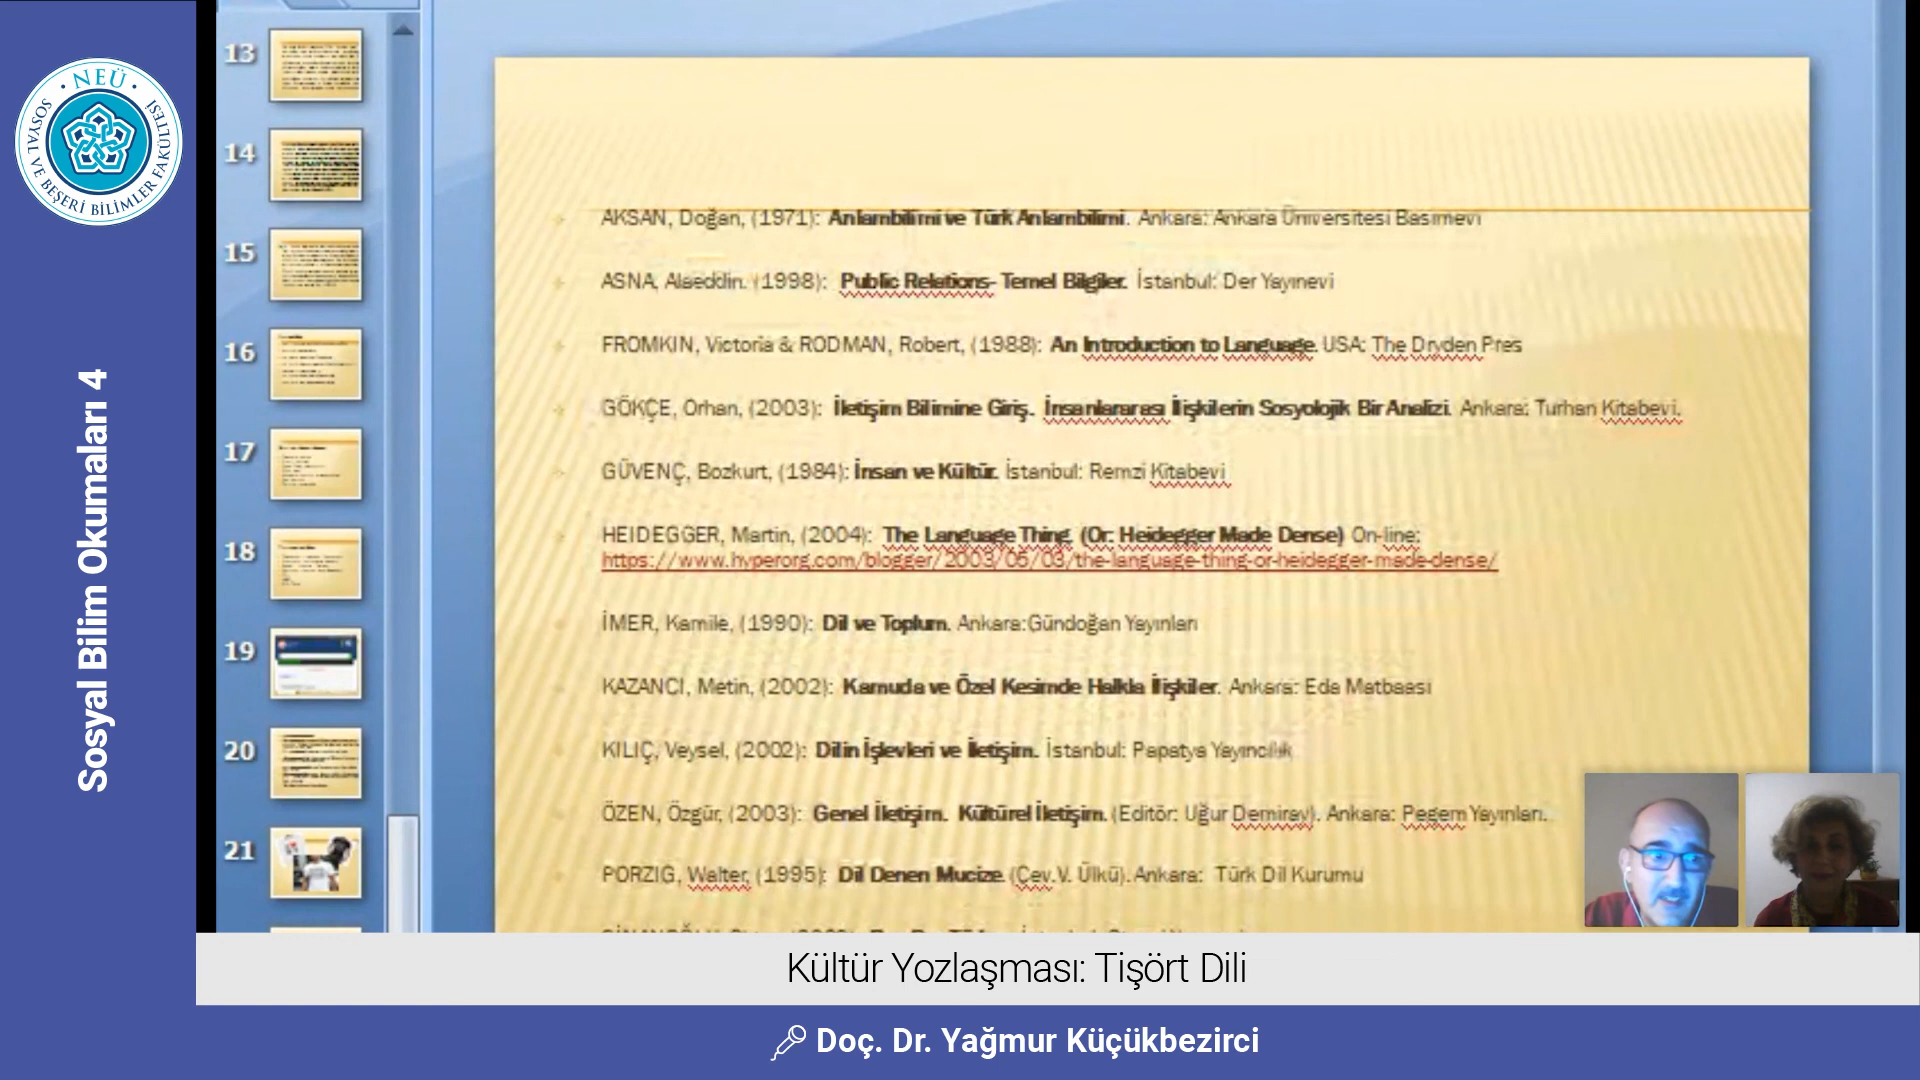 NEÜ
SOSYAL VE BEŞERİ BİLİMLER FAKÜLTESİ
Sosyal Bilim Okumaları 4
13
14
15
16
17
18
19
20
21
AKSAN, Doğan, (1971): Anlambilimi ve Türk Anlambilimi. Ankara: Ankara Üniversitesi Basımevi
ASNA, Alaeddin. (1998): Public Relations- Temel Bilgiler. İstanbul: Der Yayınevi
FROMKIN, Victoria & RODMAN, Robert, (1988): An Introduction to Language. USA: The Dryden Pres
GÖKÇE, Orhan, (2003): İletişim Bilimine Giriş. İnsanlararası İlişkilerin Sosyolojik Bir Analizi. Ankara: Turhan Kitabevi.
GÜVENÇ, Bozkurt, (1984): İnsan ve Kültür. İstanbul: Remzi Kitabevi
HEIDEGGER, Martin, (2004): The Language Thing. (Or: Heidegger Made Dense) On-line:
https://www.hyperorg.com/blogger/2003/05/03/the-language-thing-or-heidegger-made-dense/
İMER, Kamile, (1990): Dil ve Toplum. Ankara:Gündoğan Yayınları
KAZANCI, Metin, (2002): Kamuda ve Özel Kesimde Halkla İlişkiler. Ankara: Eda Matbaası
KILIÇ, Veysel, (2002): Dilin İşlevleri ve İletişim. İstanbul: Papatya Yayıncılık
ÖZEN, Özgür, (2003): Genel İletişim. Kültürel İletişim. (Editör: Uğur Demiray). Ankara: Pegem Yayınları.
PORZIG, Walter, (1995): Dil Denen Mucize. (Çev.V. Ülkü). Ankara: Türk Dil Kurumu
Kültür Yozlaşması: Tişört Dili
Doç. Dr. Yağmur Küçükbezirci